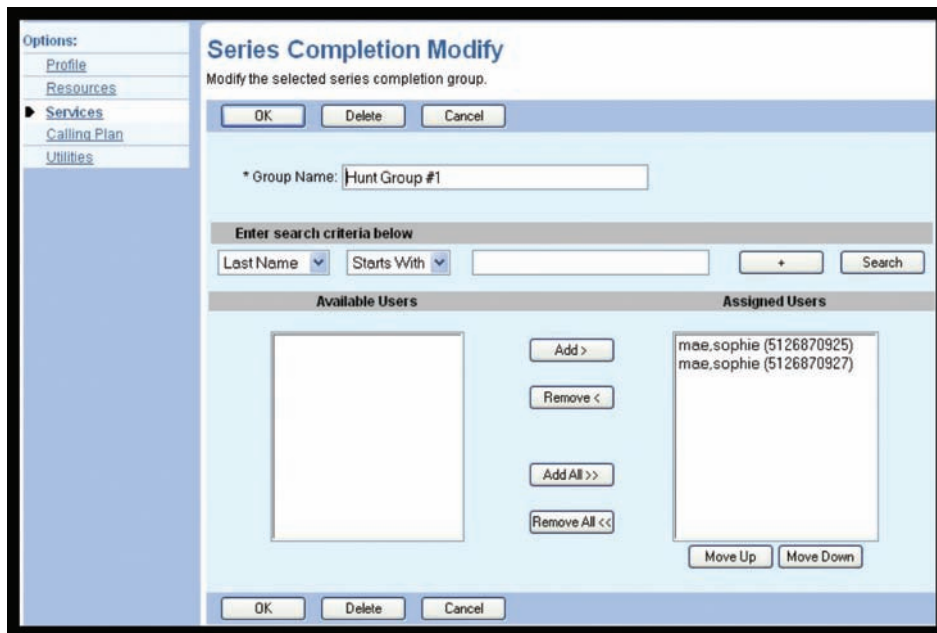 Options:
Profile
Resources
Services
Calling Plan
Utilities
Series Completion Modify
Modify the selected series completion group.
OK Delete Cancel
* Group Name: Hunt Group #1
Enter search criteria below
Last Name Starts With + Search
Available Users Assigned Users
Add >
Remove <
Add All >>
Remove All <<
mae,sophie (5126870925)
mae,sophie (5126870927)
Move Up Move Down
OK Delete Cancel